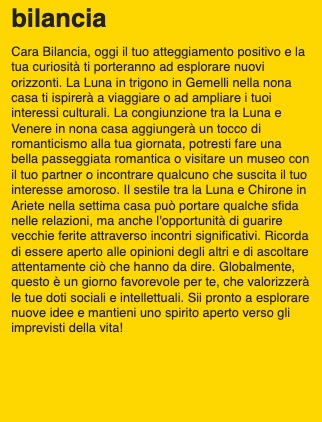 bilancia
Cara Bilancia, oggi il tuo atteggiamento positivo e la
tua curiosità ti porteranno ad esplorare nuovi
orizzonti. La Luna in trigono in Gemelli nella nona
casa ti ispirerà a viaggiare o ad ampliare i tuoi
interessi culturali. La congiunzione tra la Luna e
Venere in nona casa aggiungerà un tocco di
romanticismo alla tua giornata, potresti fare una
bella passeggiata romantica o visitare un museo con
il tuo partner o incontrare qualcuno che suscita il tuo
interesse amoroso. Il sestile tra la Luna e Chirone in
Ariete nella settima casa può portare qualche sfida
nelle relazioni, ma anche l'opportunità di guarire
vecchie ferite attraverso incontri significativi. Ricorda
di essere aperto alle opinioni degli altri e di ascoltare
attentamente ciò che hanno da dire. Globalmente,
questo è un giorno favorevole per te, che valorizzerà
le tue doti sociali e intellettuali. Sii pronto a esplorare
nuove idee e mantieni uno spirito aperto verso gli
imprevisti della vita!